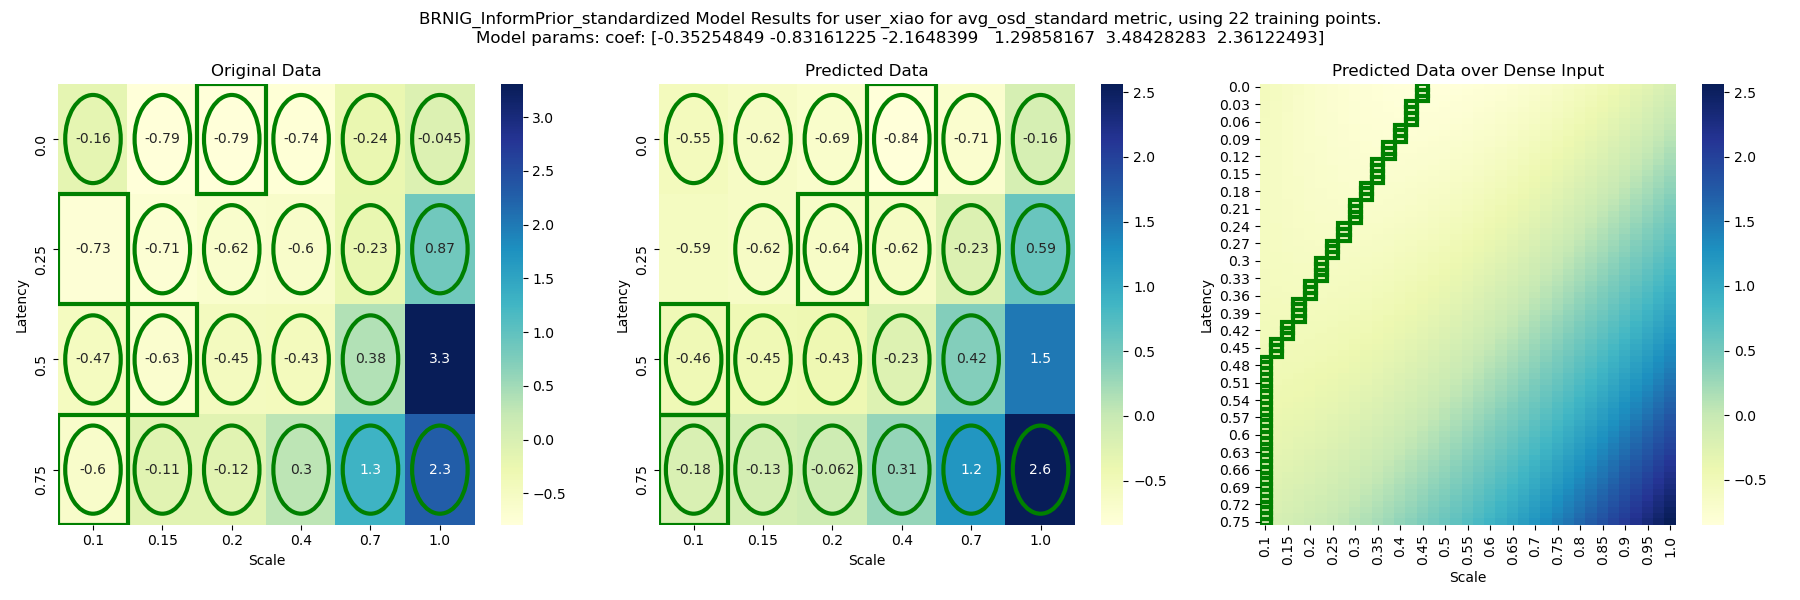 BRNIG_InformPrior_standardized Model Results for user_xiao for avg_osd_standard metric, using 22 training points.
Model params: coef: [-0.35254849 -0.83161225 -2.1648399   1.29858167  3.48428283  2.36122493]
Original Data
Latency
0.0
0.25
0.5
0.75
-0.16 -0.79 -0.79 -0.74 -0.24 -0.045
-0.73 -0.71 -0.62 -0.6 -0.23 0.87
-0.47 -0.63 -0.45 -0.43 0.38 3.3
-0.6 -0.11 -0.12 0.3 1.3 2.3
0.1 0.15 0.2 0.4 0.7 1.0
Scale
3.0
2.5
2.0
1.5
1.0
0.5
0.0
−0.5
Predicted Data
Latency
0.0
0.25
0.5
0.75
-0.55 -0.62 -0.69 -0.84 -0.71 -0.16
-0.59 -0.62 -0.64 -0.62 -0.23 0.59
-0.46 -0.45 -0.43 -0.23 0.42 1.5
-0.18 -0.13 -0.062 0.31 1.2 2.6
0.1 0.15 0.2 0.4 0.7 1.0
Scale
2.5
2.0
1.5
1.0
0.5
0.0
−0.5
Predicted Data over Dense Input
Latency
0.0
0.03
0.06
0.09
0.12
0.15
0.18
0.21
0.24
0.27
0.3
0.33
0.36
0.39
0.42
0.45
0.48
0.51
0.54
0.57
0.6
0.63
0.66
0.69
0.72
0.75
0.1 0.15 0.2 0.25 0.3 0.35 0.4 0.45 0.5 0.55 0.6 0.65 0.7 0.75 0.8 0.85 0.9 0.95 1.0
Scale
2.5
2.0
1.5
1.0
0.5
0.0
−0.5